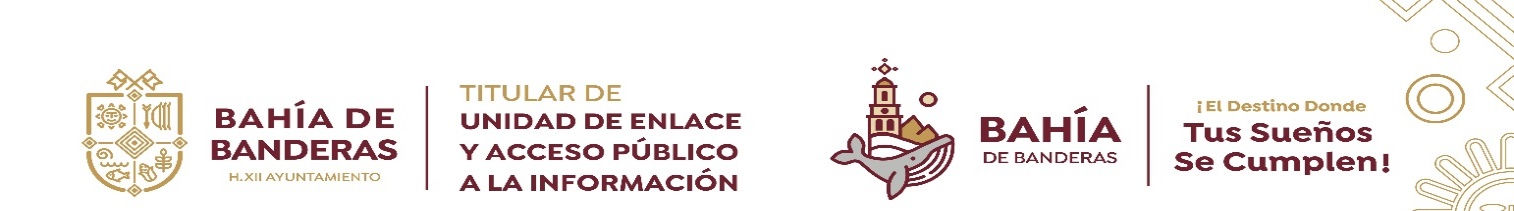 BAHÍA DE
BANDERAS
H.XII AYUNTAMIENTO
TITULAR DE
UNIDAD DE ENLACE
Y ACCESO PÚBLICO
A LA INFORMACIÓN
BAHÍA
DE BANDERAS
¡El Destino Donde
Tus Sueños
Se Cumplen!